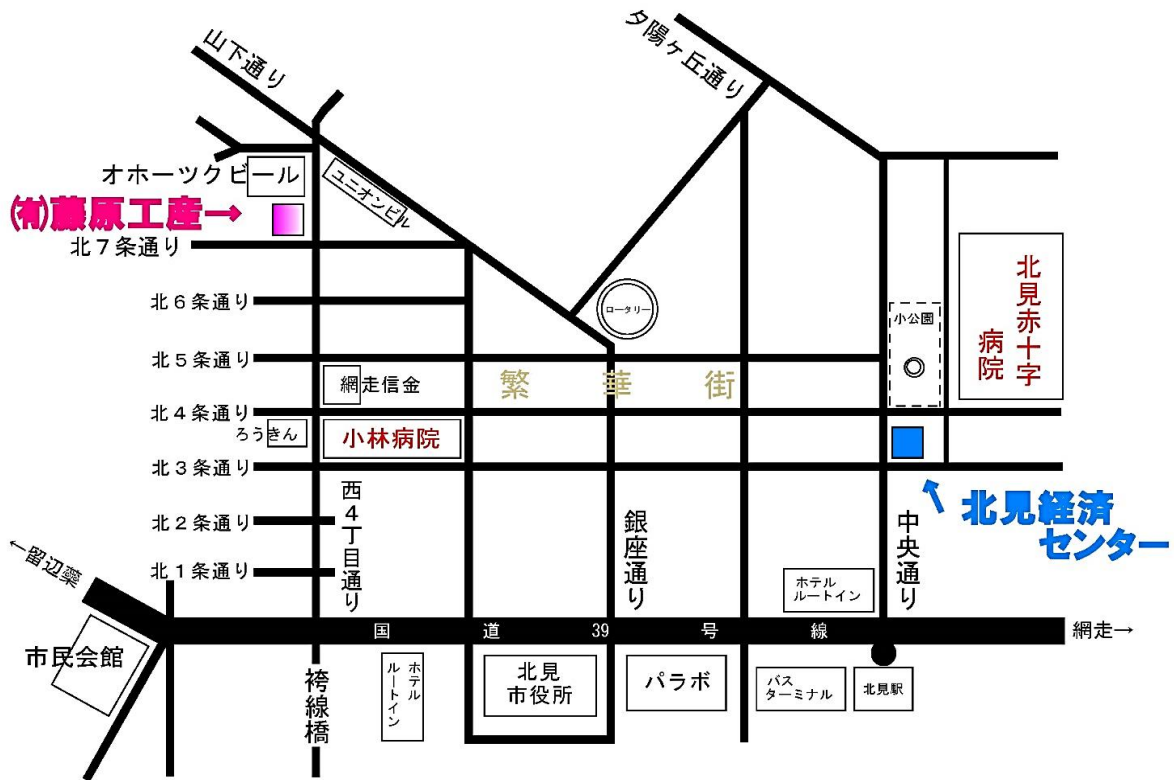 山下通り
夕陽ヶ丘通り
オホーツクビール
ユニオンビル
㈲藤原工産→
北7条通り
北6条通り
ロータリー
小公園
北見赤十字
病院
北5条通り
網走信金
繁華街
北4条通り
ろうきん
小林病院
北3条通り
北見経済
センター
北2条通り
西4丁目通り
銀座通り
中央通り
北1条通り
←留辺蘂
ホテル
ルートイン
国道39号線
網走→
市民会館
袴線橋
ホテル
ルートイン
北見
市役所
パラボ
バス
ターミナル
北見駅